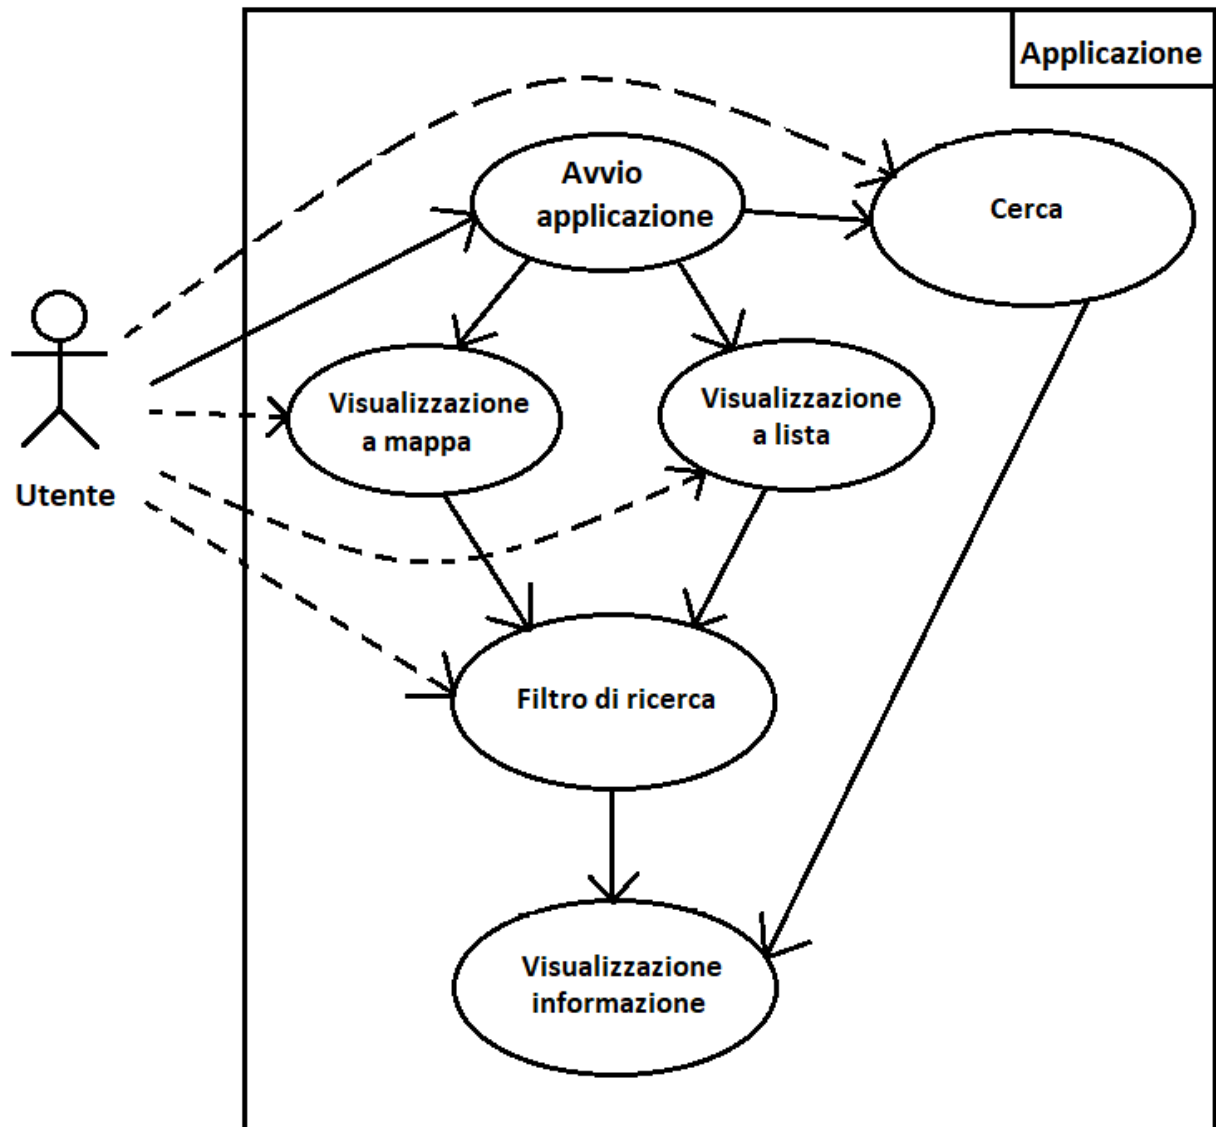 Applicazione
Avvio
applicazione
Cerca
Visualizzazione
a mappa
Visualizzazione
a lista
Utente
Filtro di ricerca
Visualizzazione
informazione